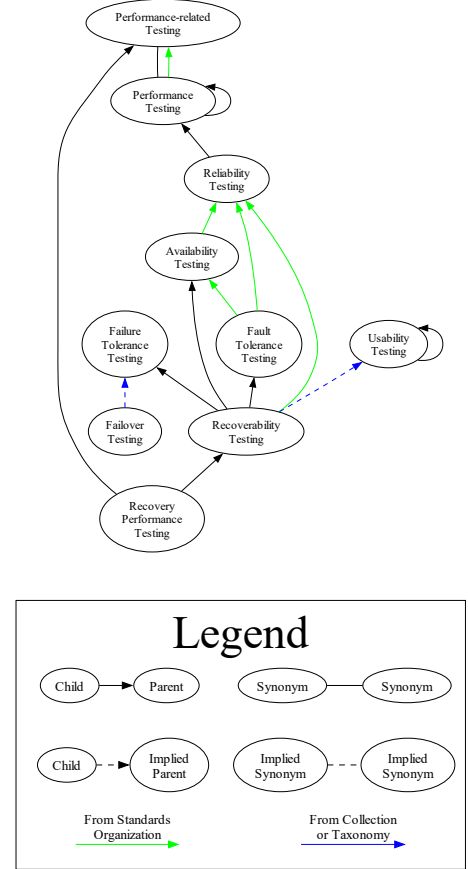 Performance-related
Testing
Performance
Testing
Reliability
Testing
Availability
Testing
Failure
Tolerance
Testing
Fault
Tolerance
Testing
Usability
Testing
Failover
Testing
Recoverability
Testing
Recovery
Performance
Testing
Legend
Child
Parent
Synonym
Synonym
Child
Implied
Parent
Implied
Synonym
Implied
Synonym
From Standards
Organization
From Collection
or Taxonomy